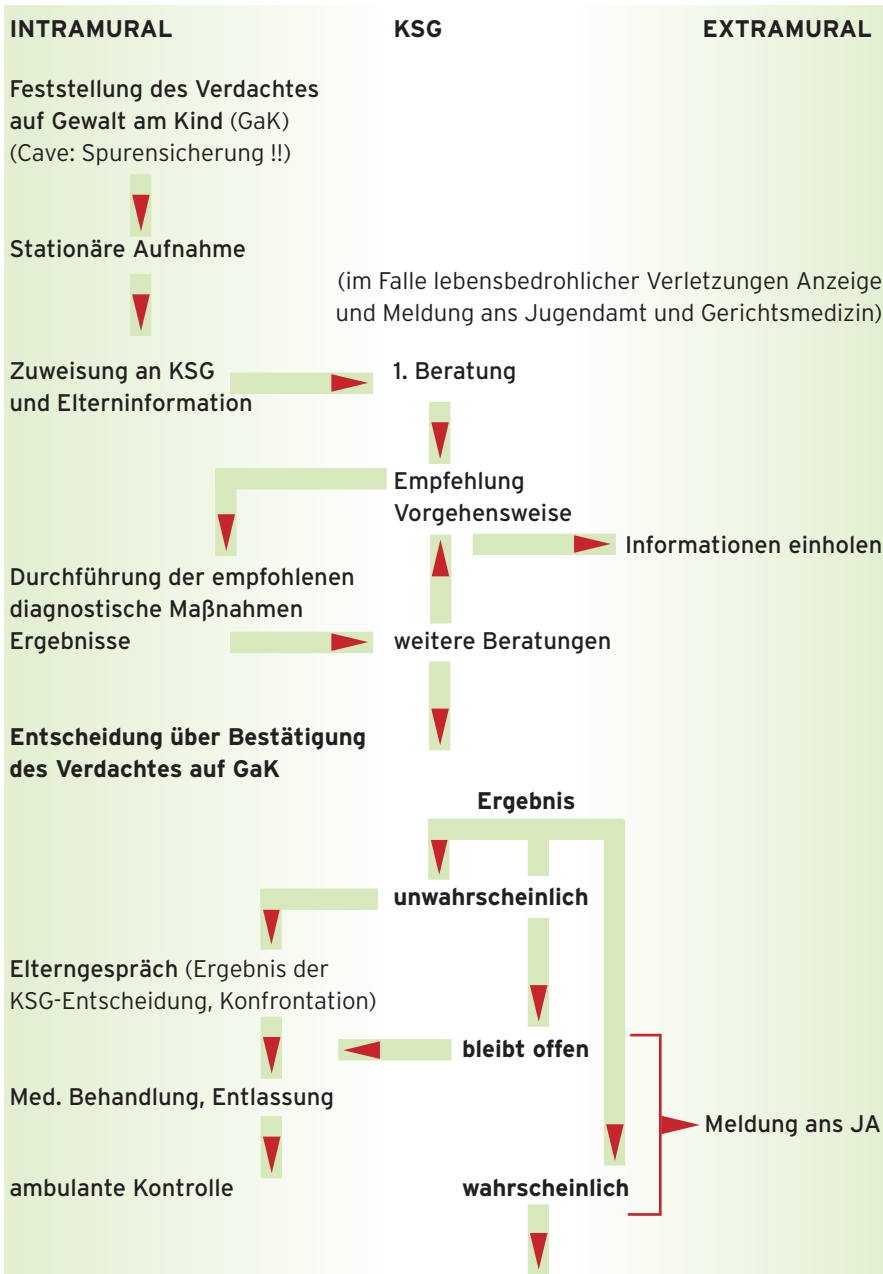 INTRAMURAL KSG EXTRAMURAL
Feststellung des Verdachtes
auf Gewalt am Kind (GaK)
(Cave: Spurensicherung !!)
Stationäre Aufnahme
(im Falle lebensbedrohlicher Verletzungen Anzeige
und Meldung ans Jugendamt und Gerichtsmedizin)
Zuweisung an KSG
und Elterninformation
1. Beratung
Empfehlung
Vorgehensweise
Informationen einholen
Durchführung der empfohlenen
diagnostische Maßnahmen
Ergebnisse
weitere Beratungen
Entscheidung über Bestätigung
des Verdachtes auf GaK
Ergebnis
unwahrscheinlich
Elterngespräch (Ergebnis der
KSG-Entscheidung, Konfrontation)
bleibt offen
Med. Behandlung, Entlassung
Meldung ans JA
ambulante Kontrolle
wahrscheinlich